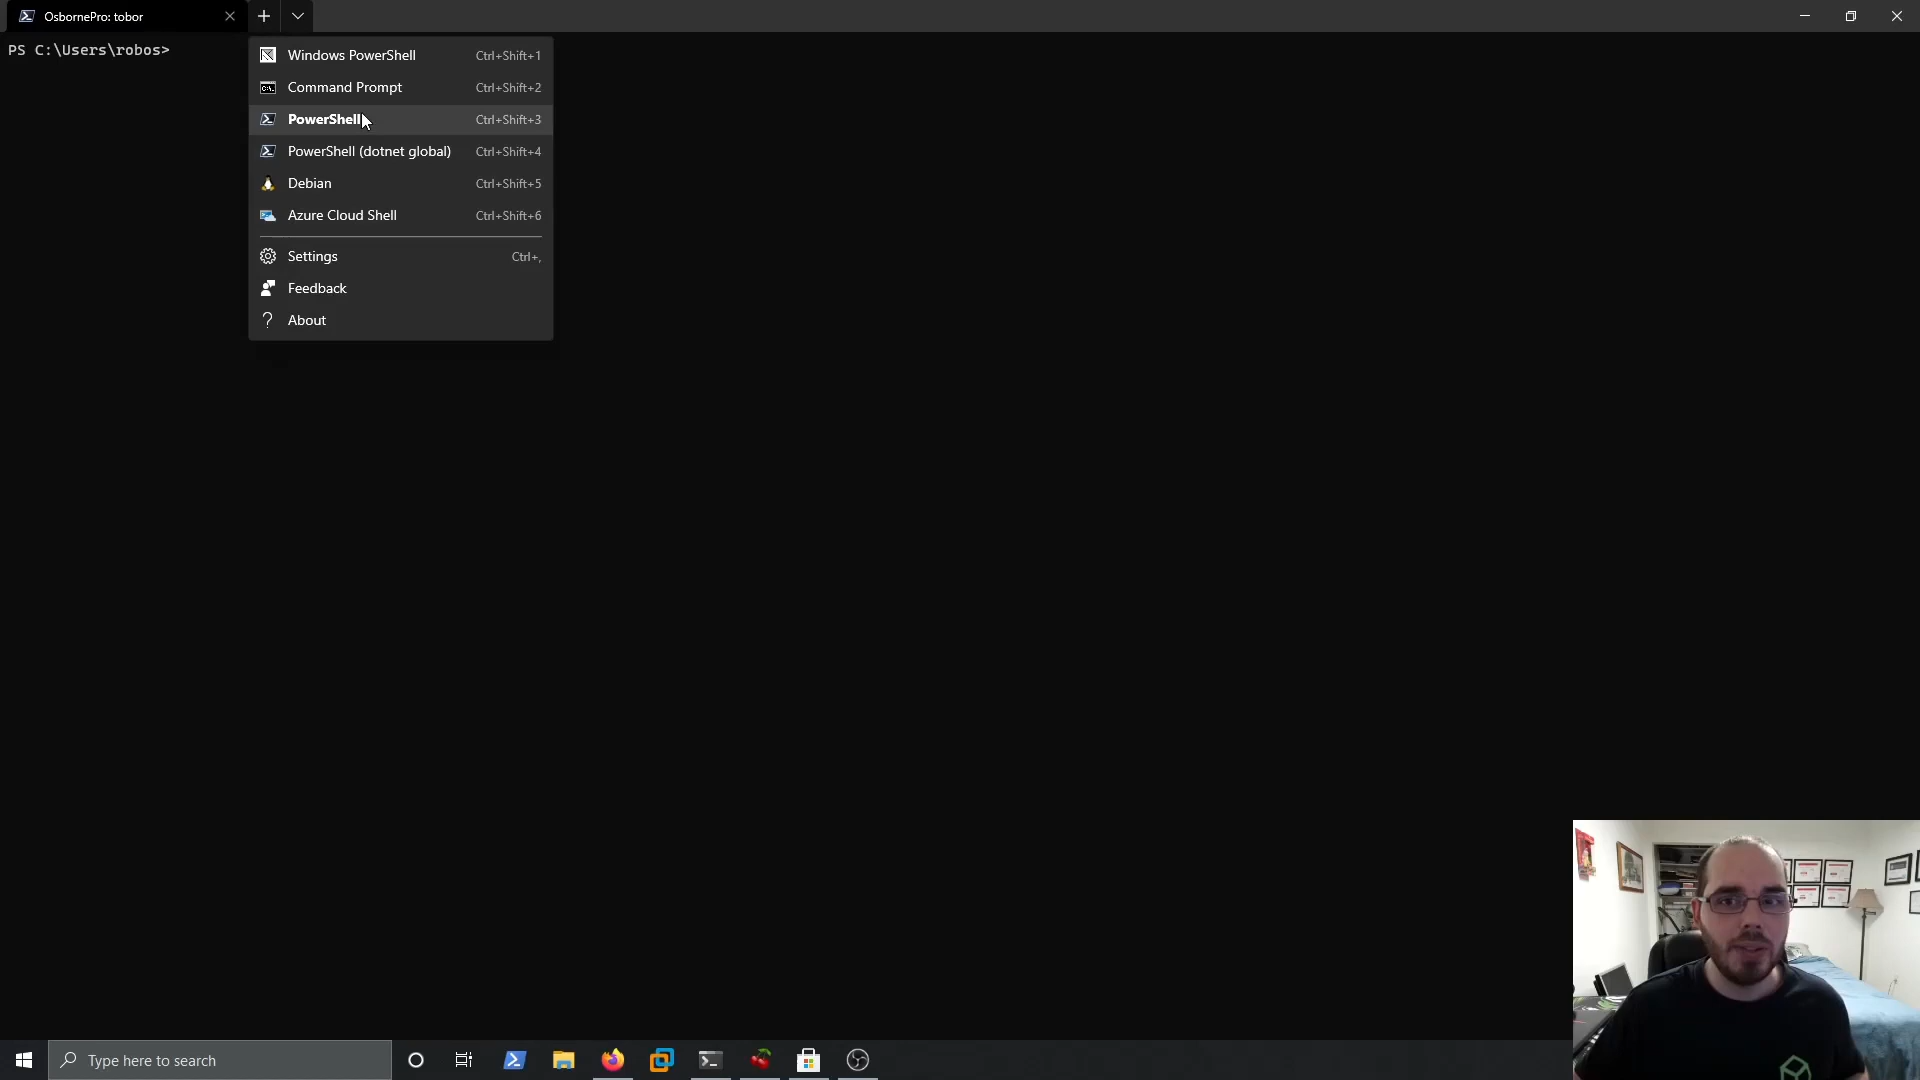 OsbornePro: tobor
PS C:\Users\robos>
Windows PowerShell Ctrl+Shift+1
Command Prompt Ctrl+Shift+2
PowerShell Ctrl+Shift+3
PowerShell (dotnet global) Ctrl+Shift+4
Debian Ctrl+Shift+5
Azure Cloud Shell Ctrl+Shift+6
Settings Ctrl+,
Feedback
? About
Type here to search